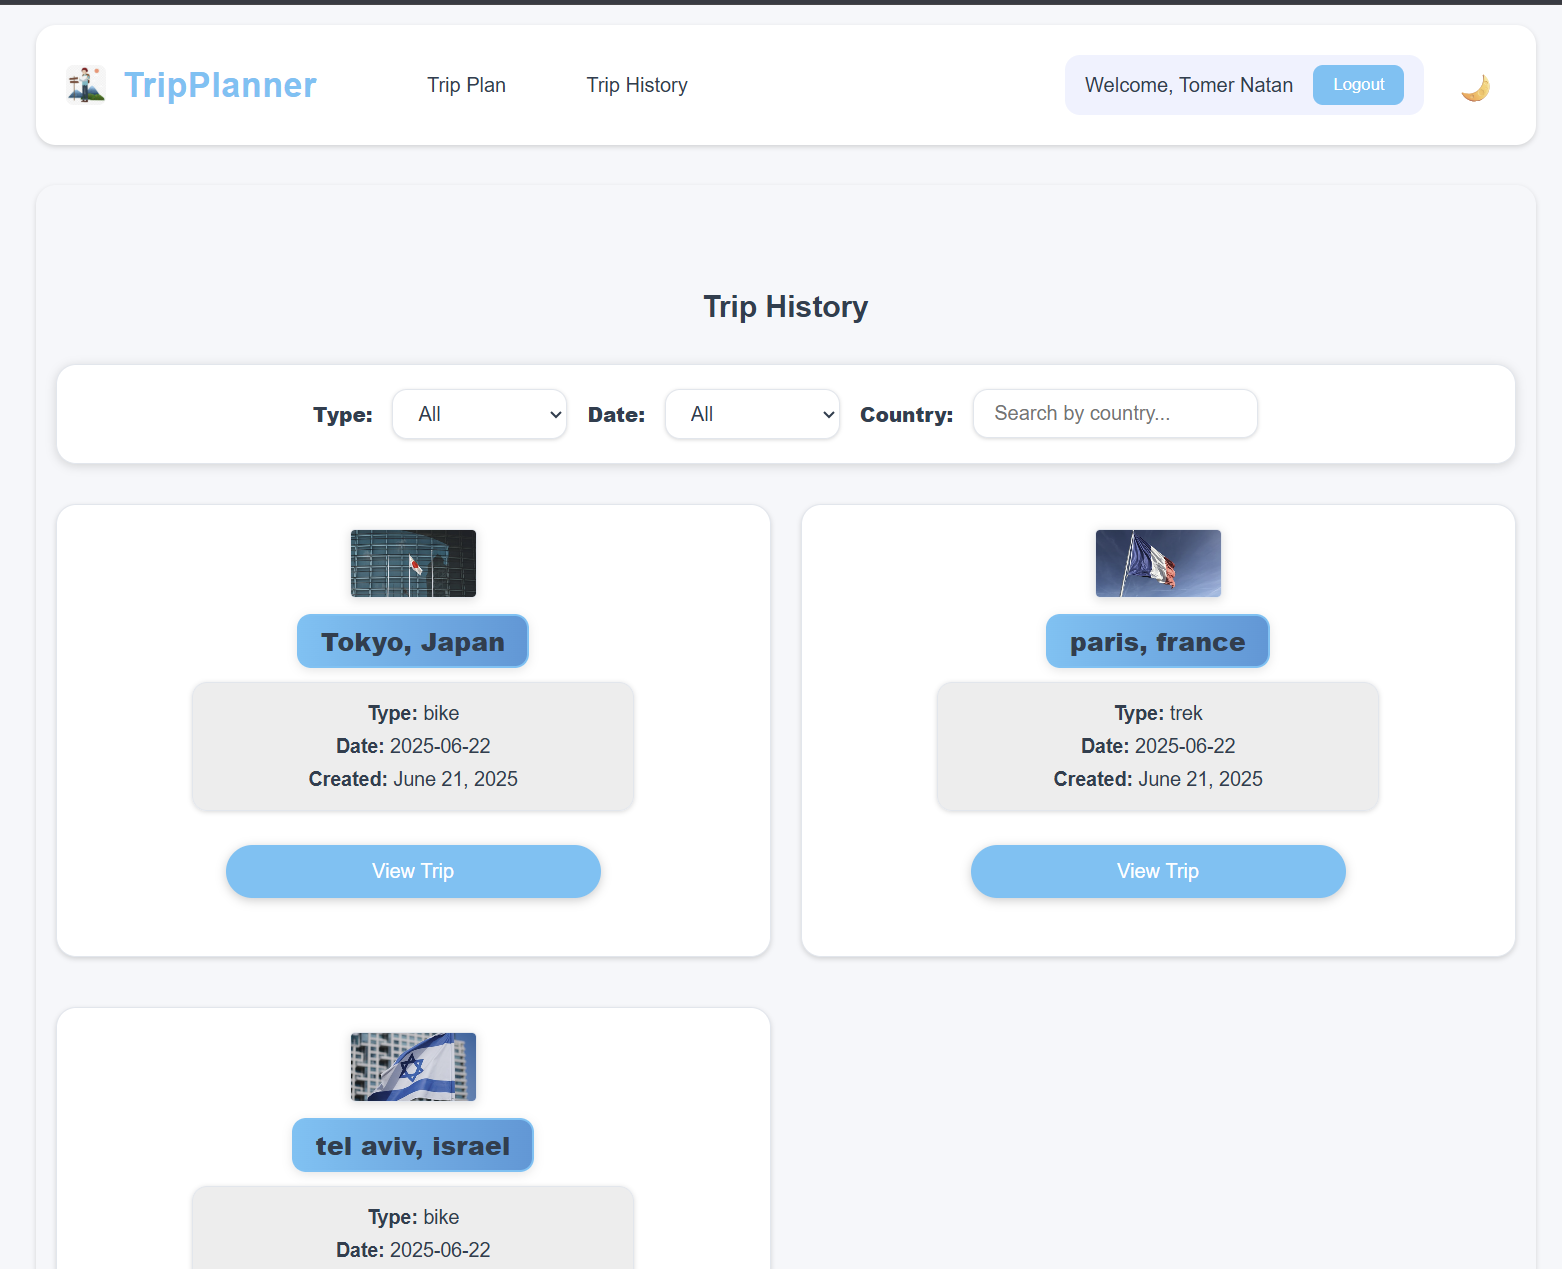 TripPlanner
Trip Plan
Trip History
Welcome, Tomer Natan
Logout
Trip History
Type:
All
Date:
All
Country:
Search by country...
Tokyo, Japan
Type: bike
Date: 2025-06-22
Created: June 21, 2025
View Trip
paris, france
Type: trek
Date: 2025-06-22
Created: June 21, 2025
View Trip
tel aviv, israel
Type: bike
Date: 2025-06-22